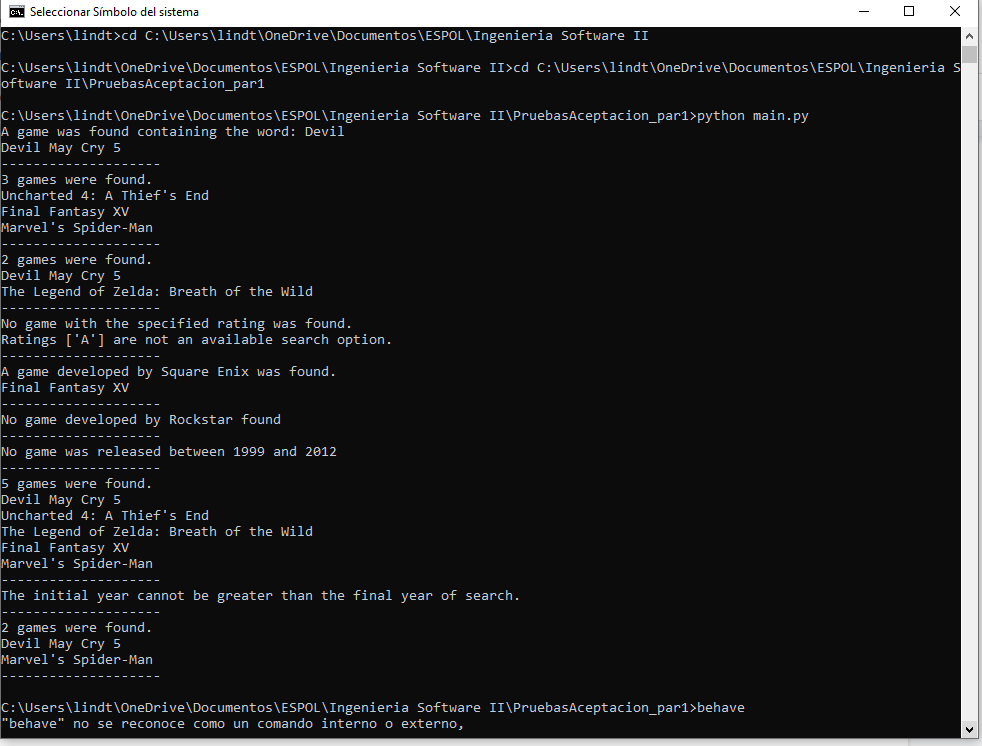 Seleccionar Símbolo del sistema
C:\Users\lindt>cd C:\Users\lindt\OneDrive\Documentos\ESPOL\Ingenieria Software II
C:\Users\lindt\OneDrive\Documentos\ESPOL\Ingenieria Software II>cd C:\Users\lindt\OneDrive\Documentos\ESPOL\Ingenieria S
oftware II\PruebasAceptacion_par1
C:\Users\lindt\OneDrive\Documentos\ESPOL\Ingenieria Software II\PruebasAceptacion_par1>python main.py
A game was found containing the word: Devil
Devil May Cry 5
--------------------
3 games were found.
Uncharted 4: A Thief's End
Final Fantasy XV
Marvel's Spider-Man
--------------------
2 games were found.
Devil May Cry 5
The Legend of Zelda: Breath of the Wild
--------------------
No game with the specified rating was found.
Ratings ['A'] are not an available search option.
--------------------
A game developed by Square Enix was found.
Final Fantasy XV
--------------------
No game developed by Rockstar found
--------------------
No game was released between 1999 and 2012
--------------------
5 games were found.
Devil May Cry 5
Uncharted 4: A Thief's End
The Legend of Zelda: Breath of the Wild
Final Fantasy XV
Marvel's Spider-Man
--------------------
The initial year cannot be greater than the final year of search.
--------------------
2 games were found.
Devil May Cry 5
Marvel's Spider-Man
--------------------
C:\Users\lindt\OneDrive\Documentos\ESPOL\Ingenieria Software II\PruebasAceptacion_par1>behave
"behave" no se reconoce como un comando interno o externo,